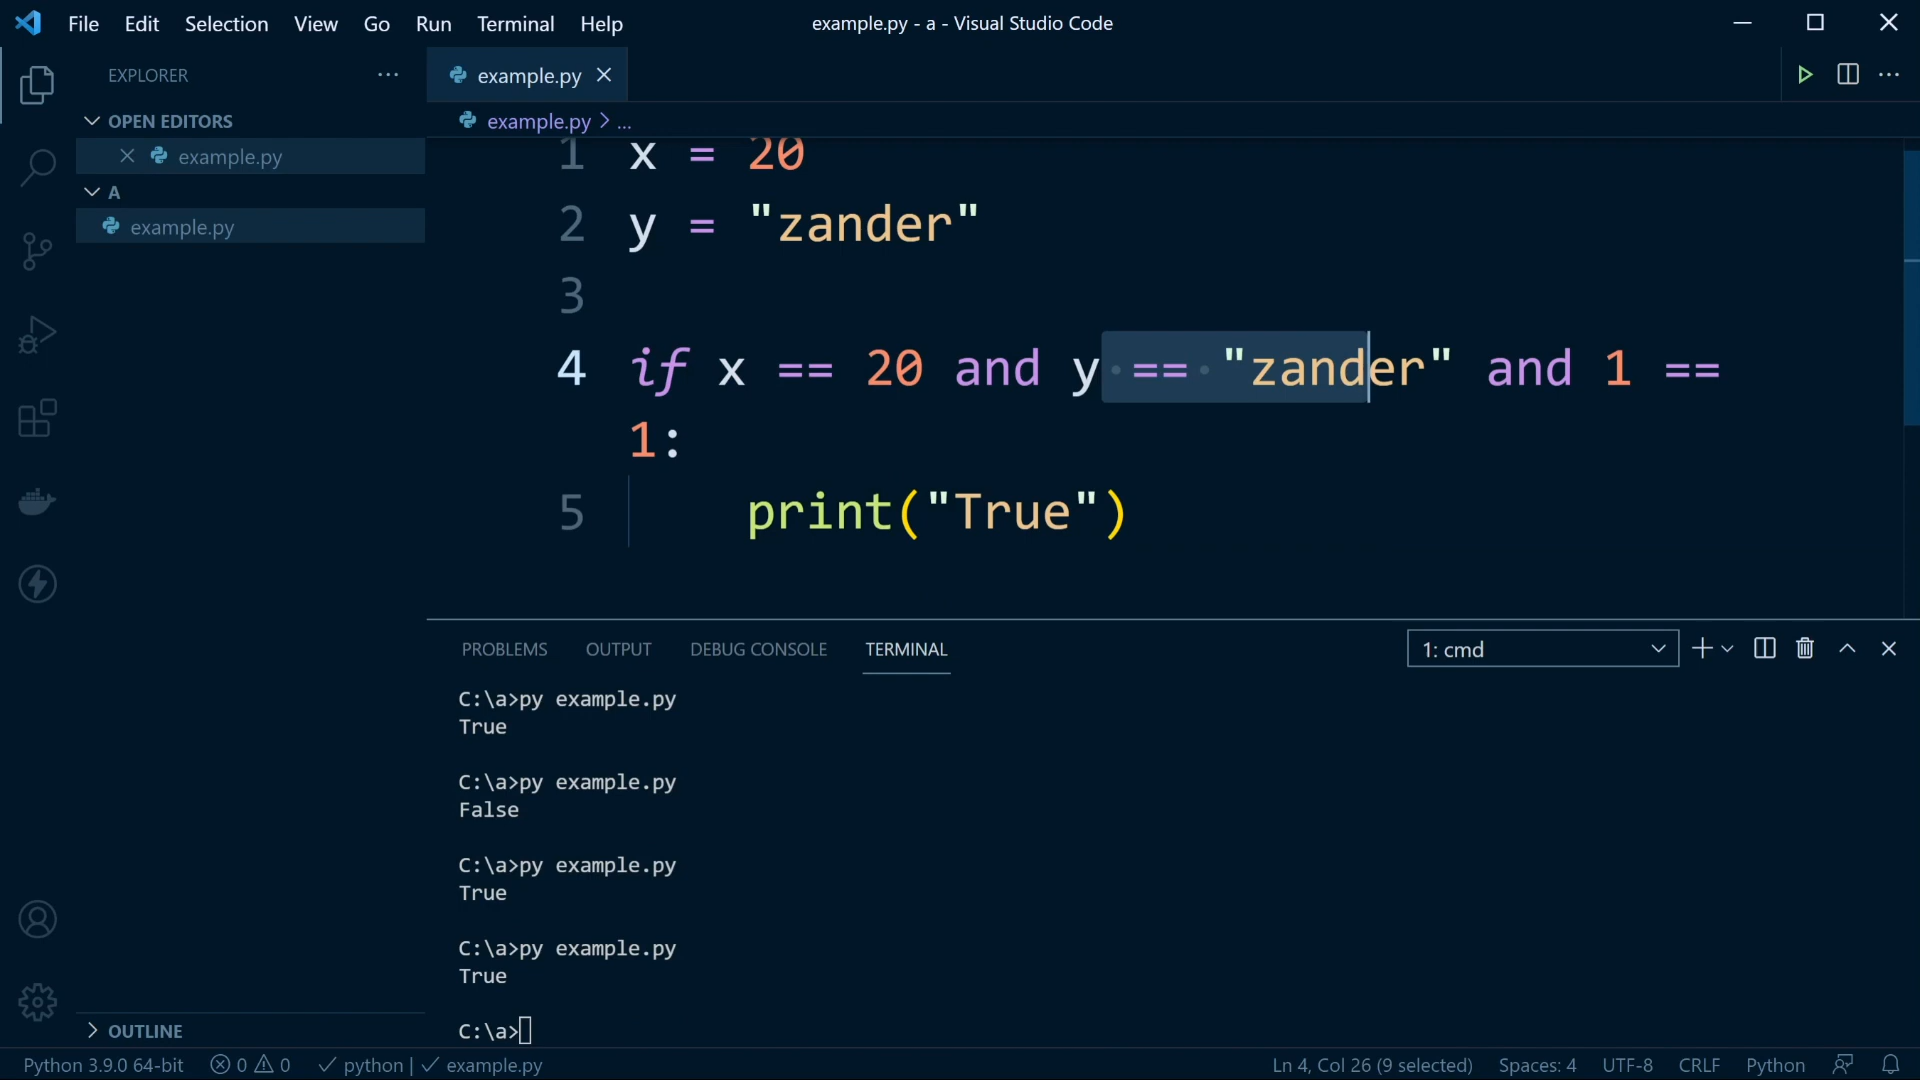 File Edit Selection View Go Run Terminal Help
example.py - a - Visual Studio Code
EXPLORER
OPEN EDITORS
example.py
A
example.py
OUTLINE
example.py
example.py > ...
1 x = 20
2 y = "zander"
3
4 if x == 20 and y == "zander" and 1 ==
1:
5 print("True")
PROBLEMS OUTPUT DEBUG CONSOLE TERMINAL
1: cmd
C:\a>py example.py
True
C:\a>py example.py
False
C:\a>py example.py
True
C:\a>py example.py
True
C:\a>
Python 3.9.0 64-bit 0 0 python | example.py
Ln 4, Col 26 (9 selected) Spaces: 4 UTF-8 CRLF Python